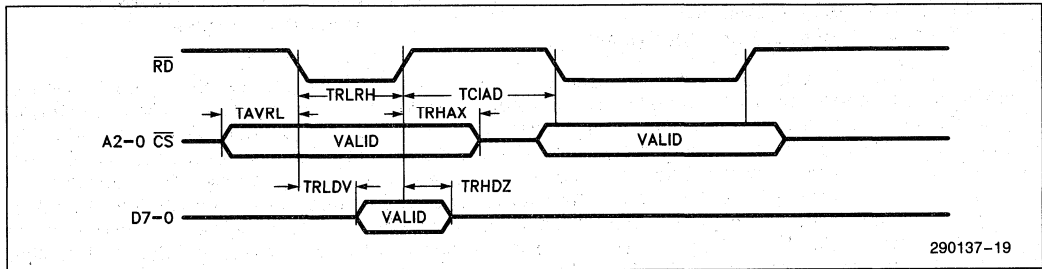 RD
TRLRH
TCIAD
TAVRL
TRHAX
A2-0 CS
VALID
VALID
TRLDV
TRHDZ
D7-0
VALID
290137-19